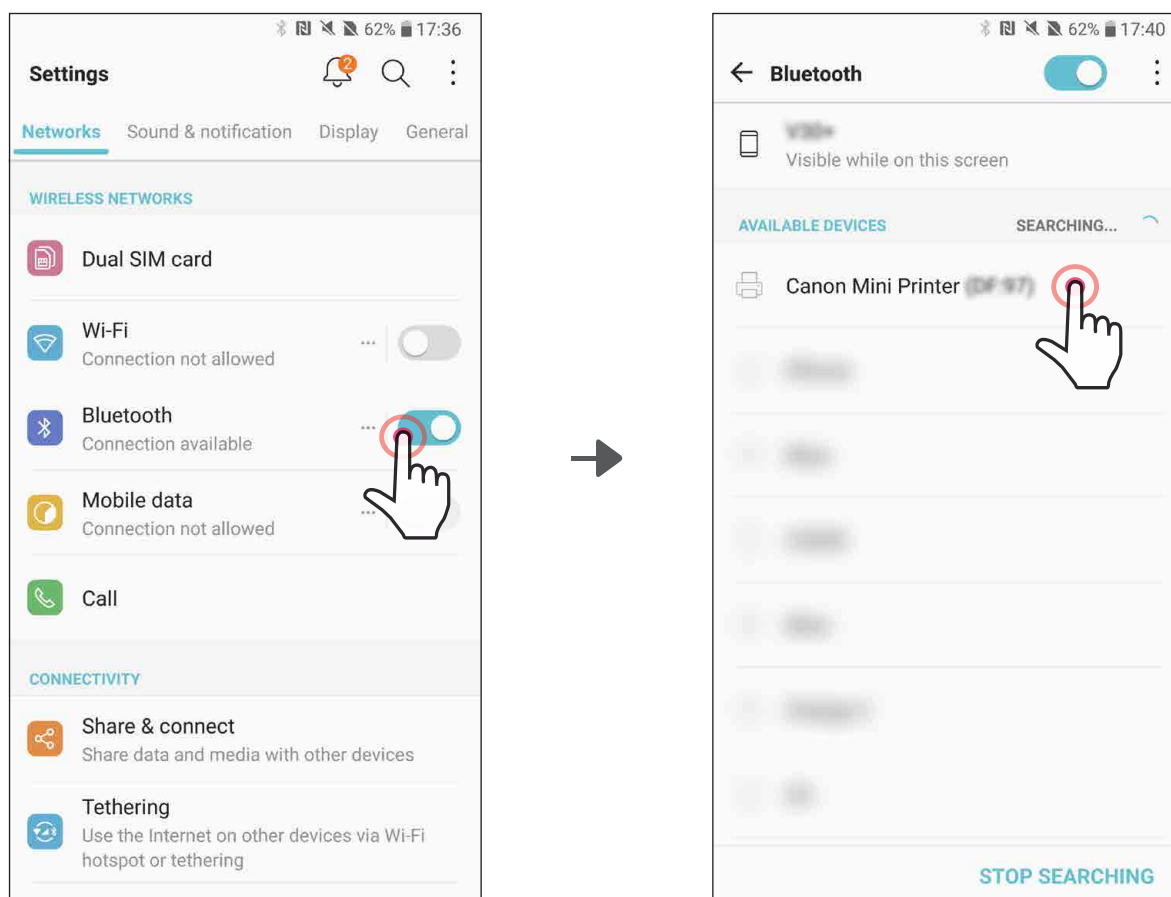 62% 17:36
Settings
2
Networks Sound & notification Display General
WIRELESS NETWORKS
Dual SIM card
Wi-Fi
Connection not allowed
Bluetooth
Connection available
Mobile data
Connection not allowed
Call
CONNECTIVITY
Share & connect
Share data and media with other devices
Tethering
Use the Internet on other devices via Wi-Fi
hotspot or tethering
62% 17:40
Bluetooth
Visible while on this screen
AVAILABLE DEVICES SEARCHING...
Canon Mini Printer
STOP SEARCHING